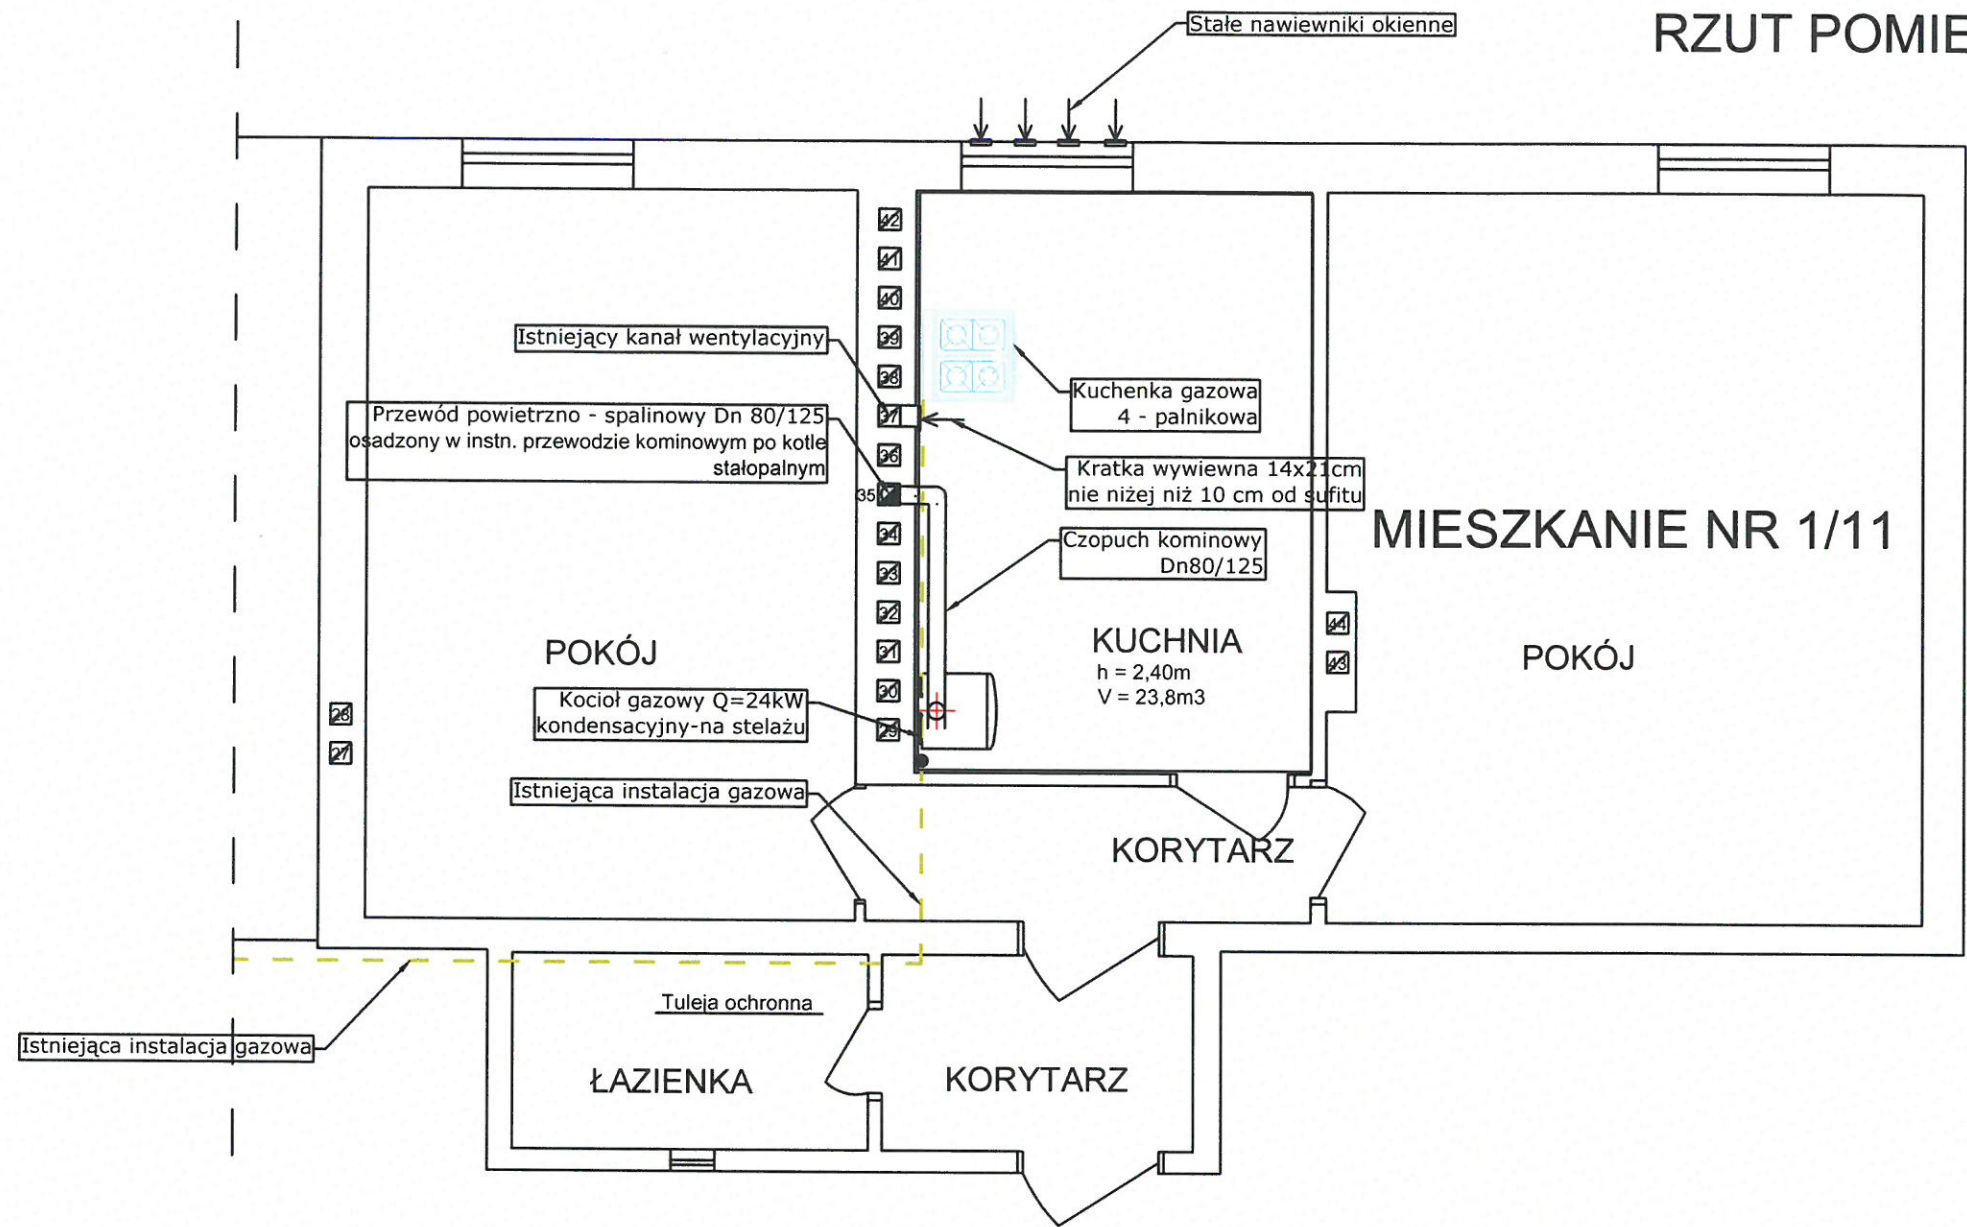 Stałe nawiewniki okienne
RZUT POMIE
42
41
40
39
38
37
36
35
34
33
32
31
30
29
28
27
44
43
Istniejący kanał wentylacyjny
Przewód powietrzno - spalinowy Dn 80/125
osadzony w instn. przewodzie kominowym po kotle
stałopalnym
Kuchenka gazowa
4 - palnikowa
Kratka wywiewna 14x21cm
nie niżej niż 10 cm od sufitu
Czopuch kominowy
Dn80/125
MIESZKANIE NR 1/11
POKÓJ
KUCHNIA
h = 2,40m
V = 23,8m3
POKÓJ
Kocioł gazowy Q=24kW
kondensacyjny-na stelażu
Istniejąca instalacja gazowa
KORYTARZ
Tuleja ochronna
Istniejąca instalacja gazowa
ŁAZIENKA
KORYTARZ